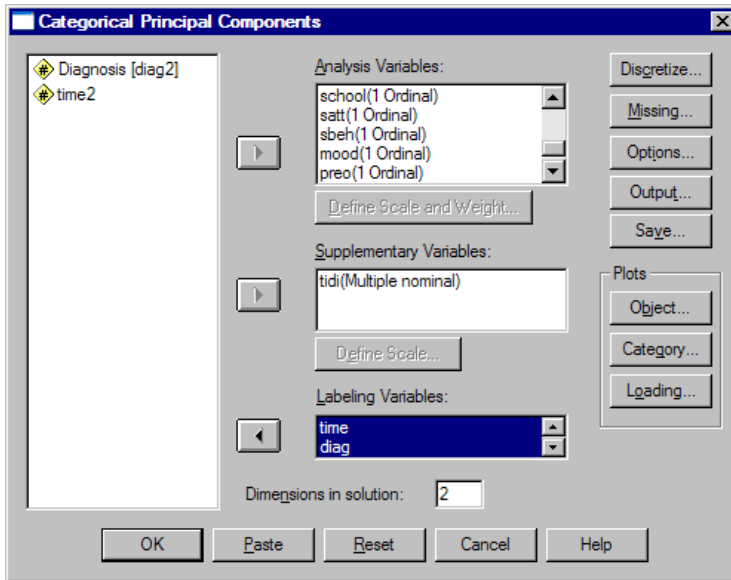 Categorical Principal Components
Diagnosis [diag2]
time2
Analysis Variables:
school(1 Ordinal)
satt(1 Ordinal)
sbeh(1 Ordinal)
mood(1 Ordinal)
preo(1 Ordinal)
Define Scale and Weight...
Supplementary Variables:
tidi(Multiple nominal)
Define Scale...
Labeling Variables:
time
diag
Dimensions in solution: 2
Discretize...
Missing...
Options...
Output...
Save...
Plots
Object...
Category...
Loading...
OK Paste Reset Cancel Help